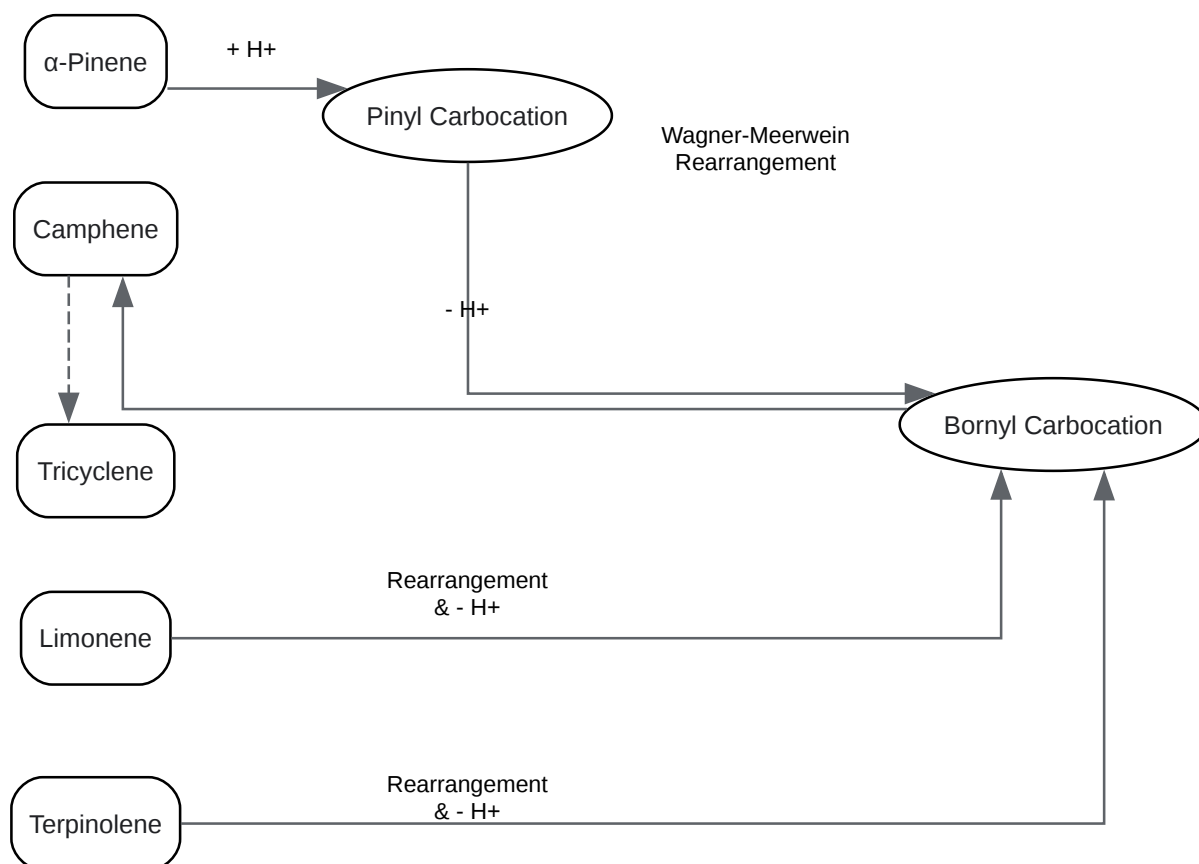 α-Pinene
+ H+
Pinyl Carbocation
Wagner-Meerwein
Rearrangement
Camphene
- H+
Bornyl Carbocation
Tricyclene
Rearrangement
& - H+
Limonene
Rearrangement
& - H+
Terpinolene